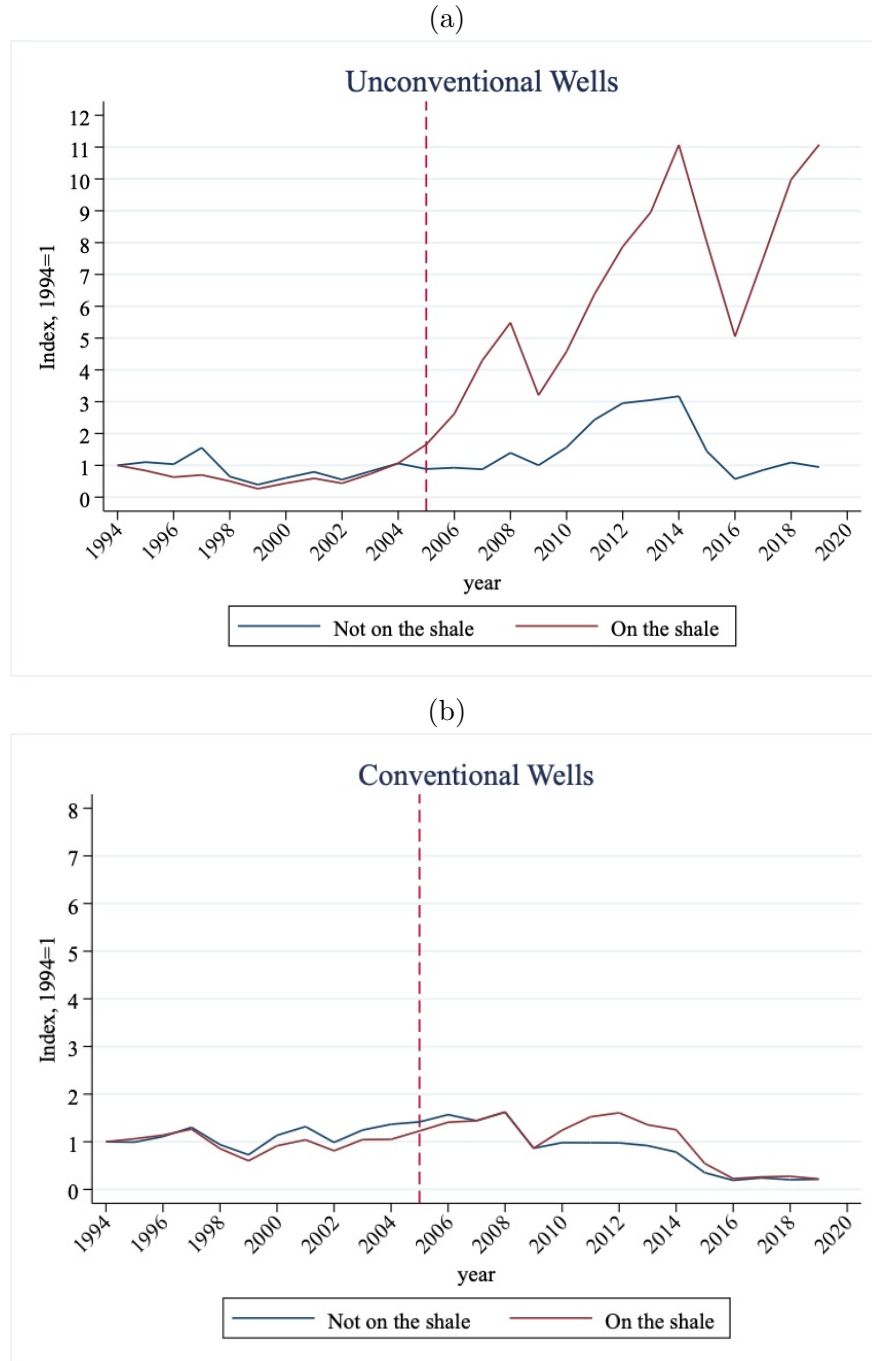 (a)
Unconventional Wells
12
11
10
9
8
7
6
5
4
3
2
1
0
Index, 1994=1
1994 1996 1998 2000 2002 2004 2006 2008 2010 2012 2014 2016 2018 2020
year
Not on the shale On the shale
(b)
Conventional Wells
8
7
6
5
4
3
2
1
0
Index, 1994=1
1994 1996 1998 2000 2002 2004 2006 2008 2010 2012 2014 2016 2018 2020
year
Not on the shale On the shale